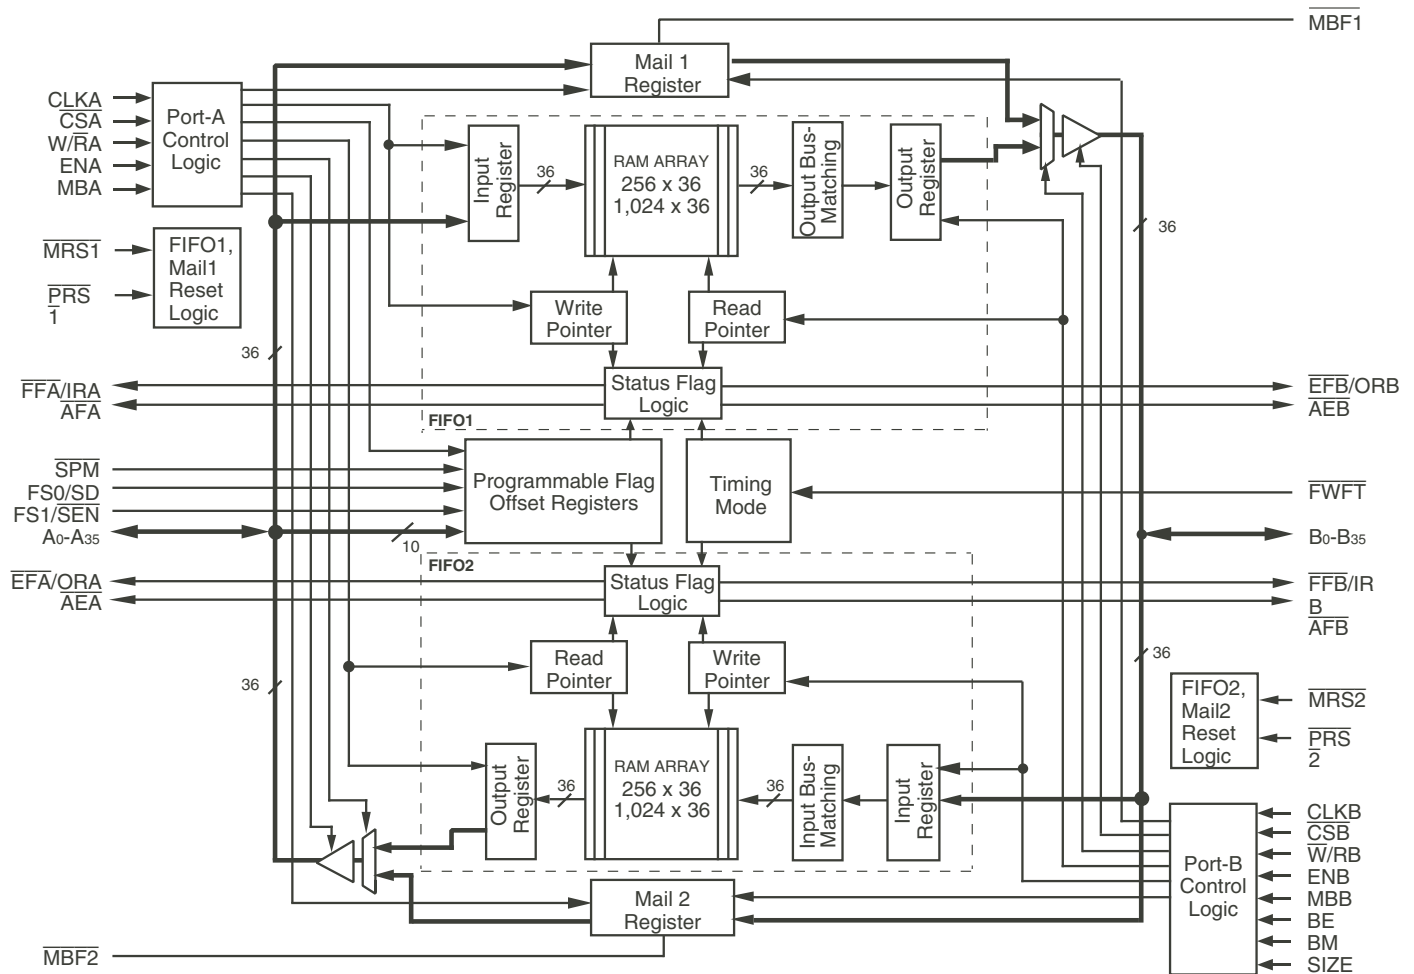 MBF1
Mail 1
Register
CLKA
CSA
W/RA
ENA
MBA
Port-A
Control
Logic
Input
Register
36
RAM ARRAY
256 x 36
1,024 x 36
36
Output Bus-
Matching
Output
Register
36
MRS1
PRS
1
FIFO1,
Mail1
Reset
Logic
Write
Pointer
Read
Pointer
36
FFA/IRA
AFA
Status Flag
Logic
EFB/ORB
AEB
FIFO1
SPM
FS0/SD
FS1/SEN
A0-A35
Programmable Flag
Offset Registers
10
Timing
Mode
FWFT
B0-B35
FIFO2
EFA/ORA
AEA
Status Flag
Logic
FFB/IR
B
AFB
Read
Pointer
Write
Pointer
36
36
FIFO2,
Mail2
Reset
Logic
MRS2
PRS
2
Output
Register
36
RAM ARRAY
256 x 36
1,024 x 36
36
Input Bus-
Matching
Input
Register
Port-B
Control
Logic
CLKB
CSB
W/RB
ENB
MBB
BE
BM
SIZE
Mail 2
Register
MBF2